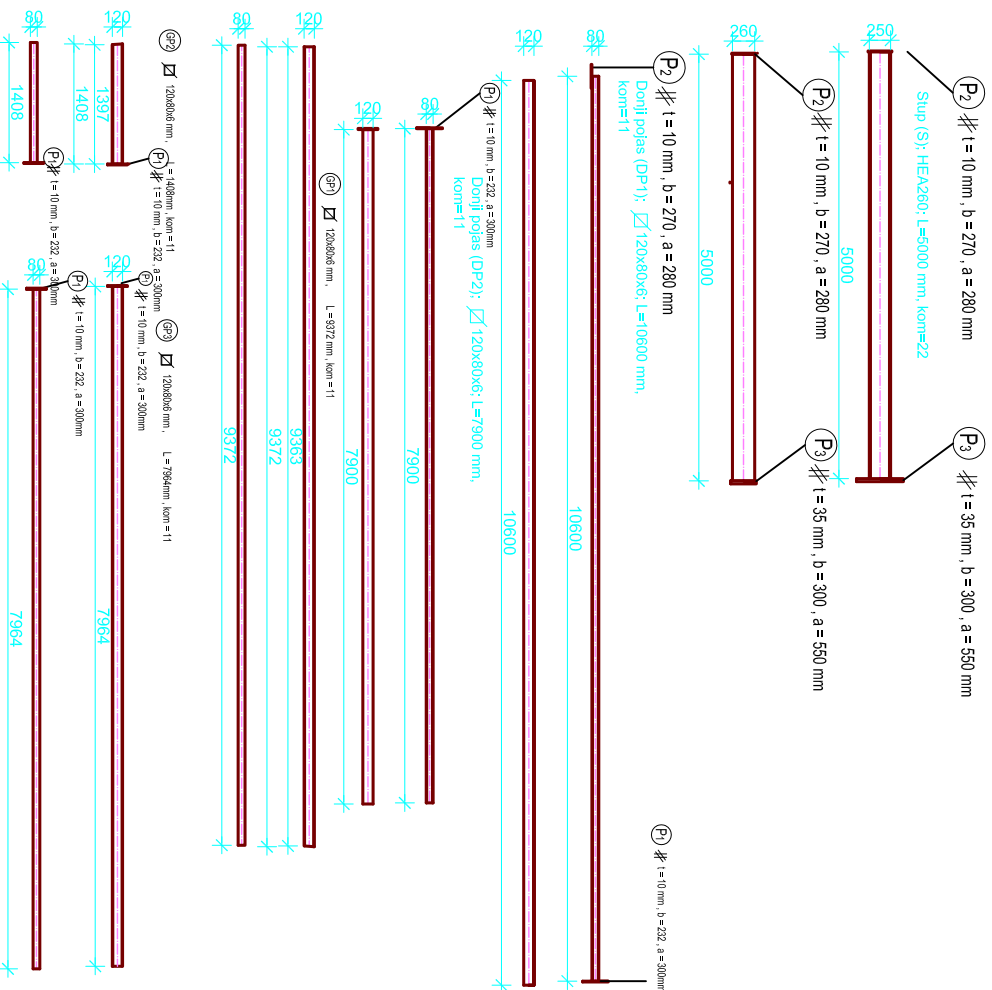 P2 t = 10 mm , b = 270 , a = 280 mm
P3 t = 35 mm , b = 300 , a = 550 mm
Stup (S); HEA260; L=5000 mm, kom=22
250
5000
P2 t = 10 mm , b = 270 , a = 280 mm
P3 t = 35 mm , b = 300 , a = 550 mm
260
5000
P2 t = 10 mm , b = 270 , a = 280 mm
P1 t = 10 mm , b = 232 , a = 300mm
Donji pojas (DP1); 120x80x6; L=10600 mm,
kom=11
80
10600
120
10600
P1 t = 10 mm , b = 232 , a = 300mm
Donji pojas (DP2); 120x80x6; L=7900 mm,
kom=11
80
7900
120
7900
GP1 120x80x6 mm , L = 9372 mm , kom = 11
120
9363
9372
80
9372
GP2 120x80x6 mm , L = 1408mm , kom = 11
P1 t = 10 mm , b = 232 , a = 300mm
120
1397
1408
P1 t = 10 mm , b = 232 , a = 300mm
80
1408
GP3 120x80x6 mm , L = 7964mm , kom = 11
P1 t = 10 mm , b = 232 , a = 300mm
120
7964
P1 t = 10 mm , b = 232 , a = 300mm
80
7964